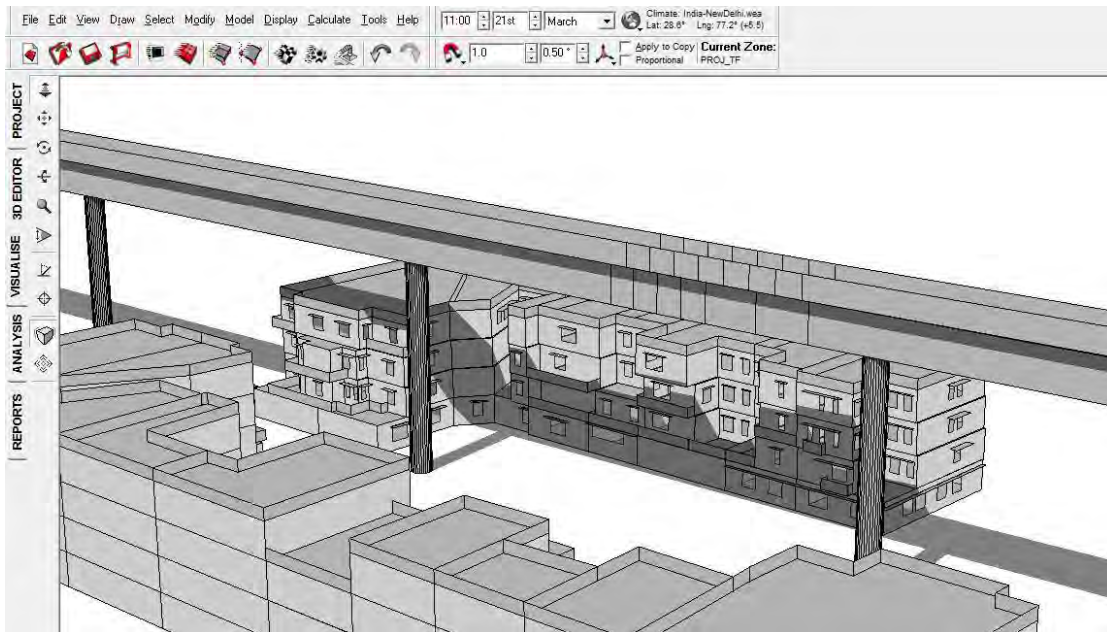 File Edit View Draw Select Modify Model Display Calculate Tools Help
11:00 21st March
Climate: India-NewDelhi.wea
Lat: 28.6° Lng: 77.2° (+5.5)
1.0 0.50 °
Apply to Copy
Proportional
Current Zone:
PROJ_TF
PROJECT
3D EDITOR
VISUALISE
ANALYSIS
REPORTS